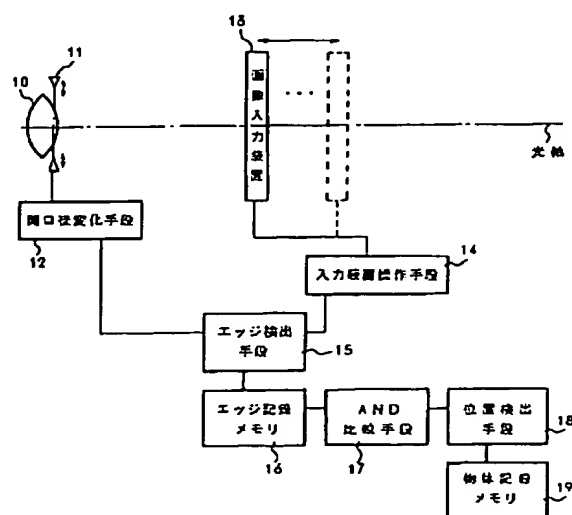 13
11
10
画像入力装置
...
光軸
開口径変化手段
12
14
入力装置操作手段
エッジ検出
手段
15
エッジ記録
メモリ
16
AND
比較手段
17
位置検出
手段
18
物体記録
メモリ
19